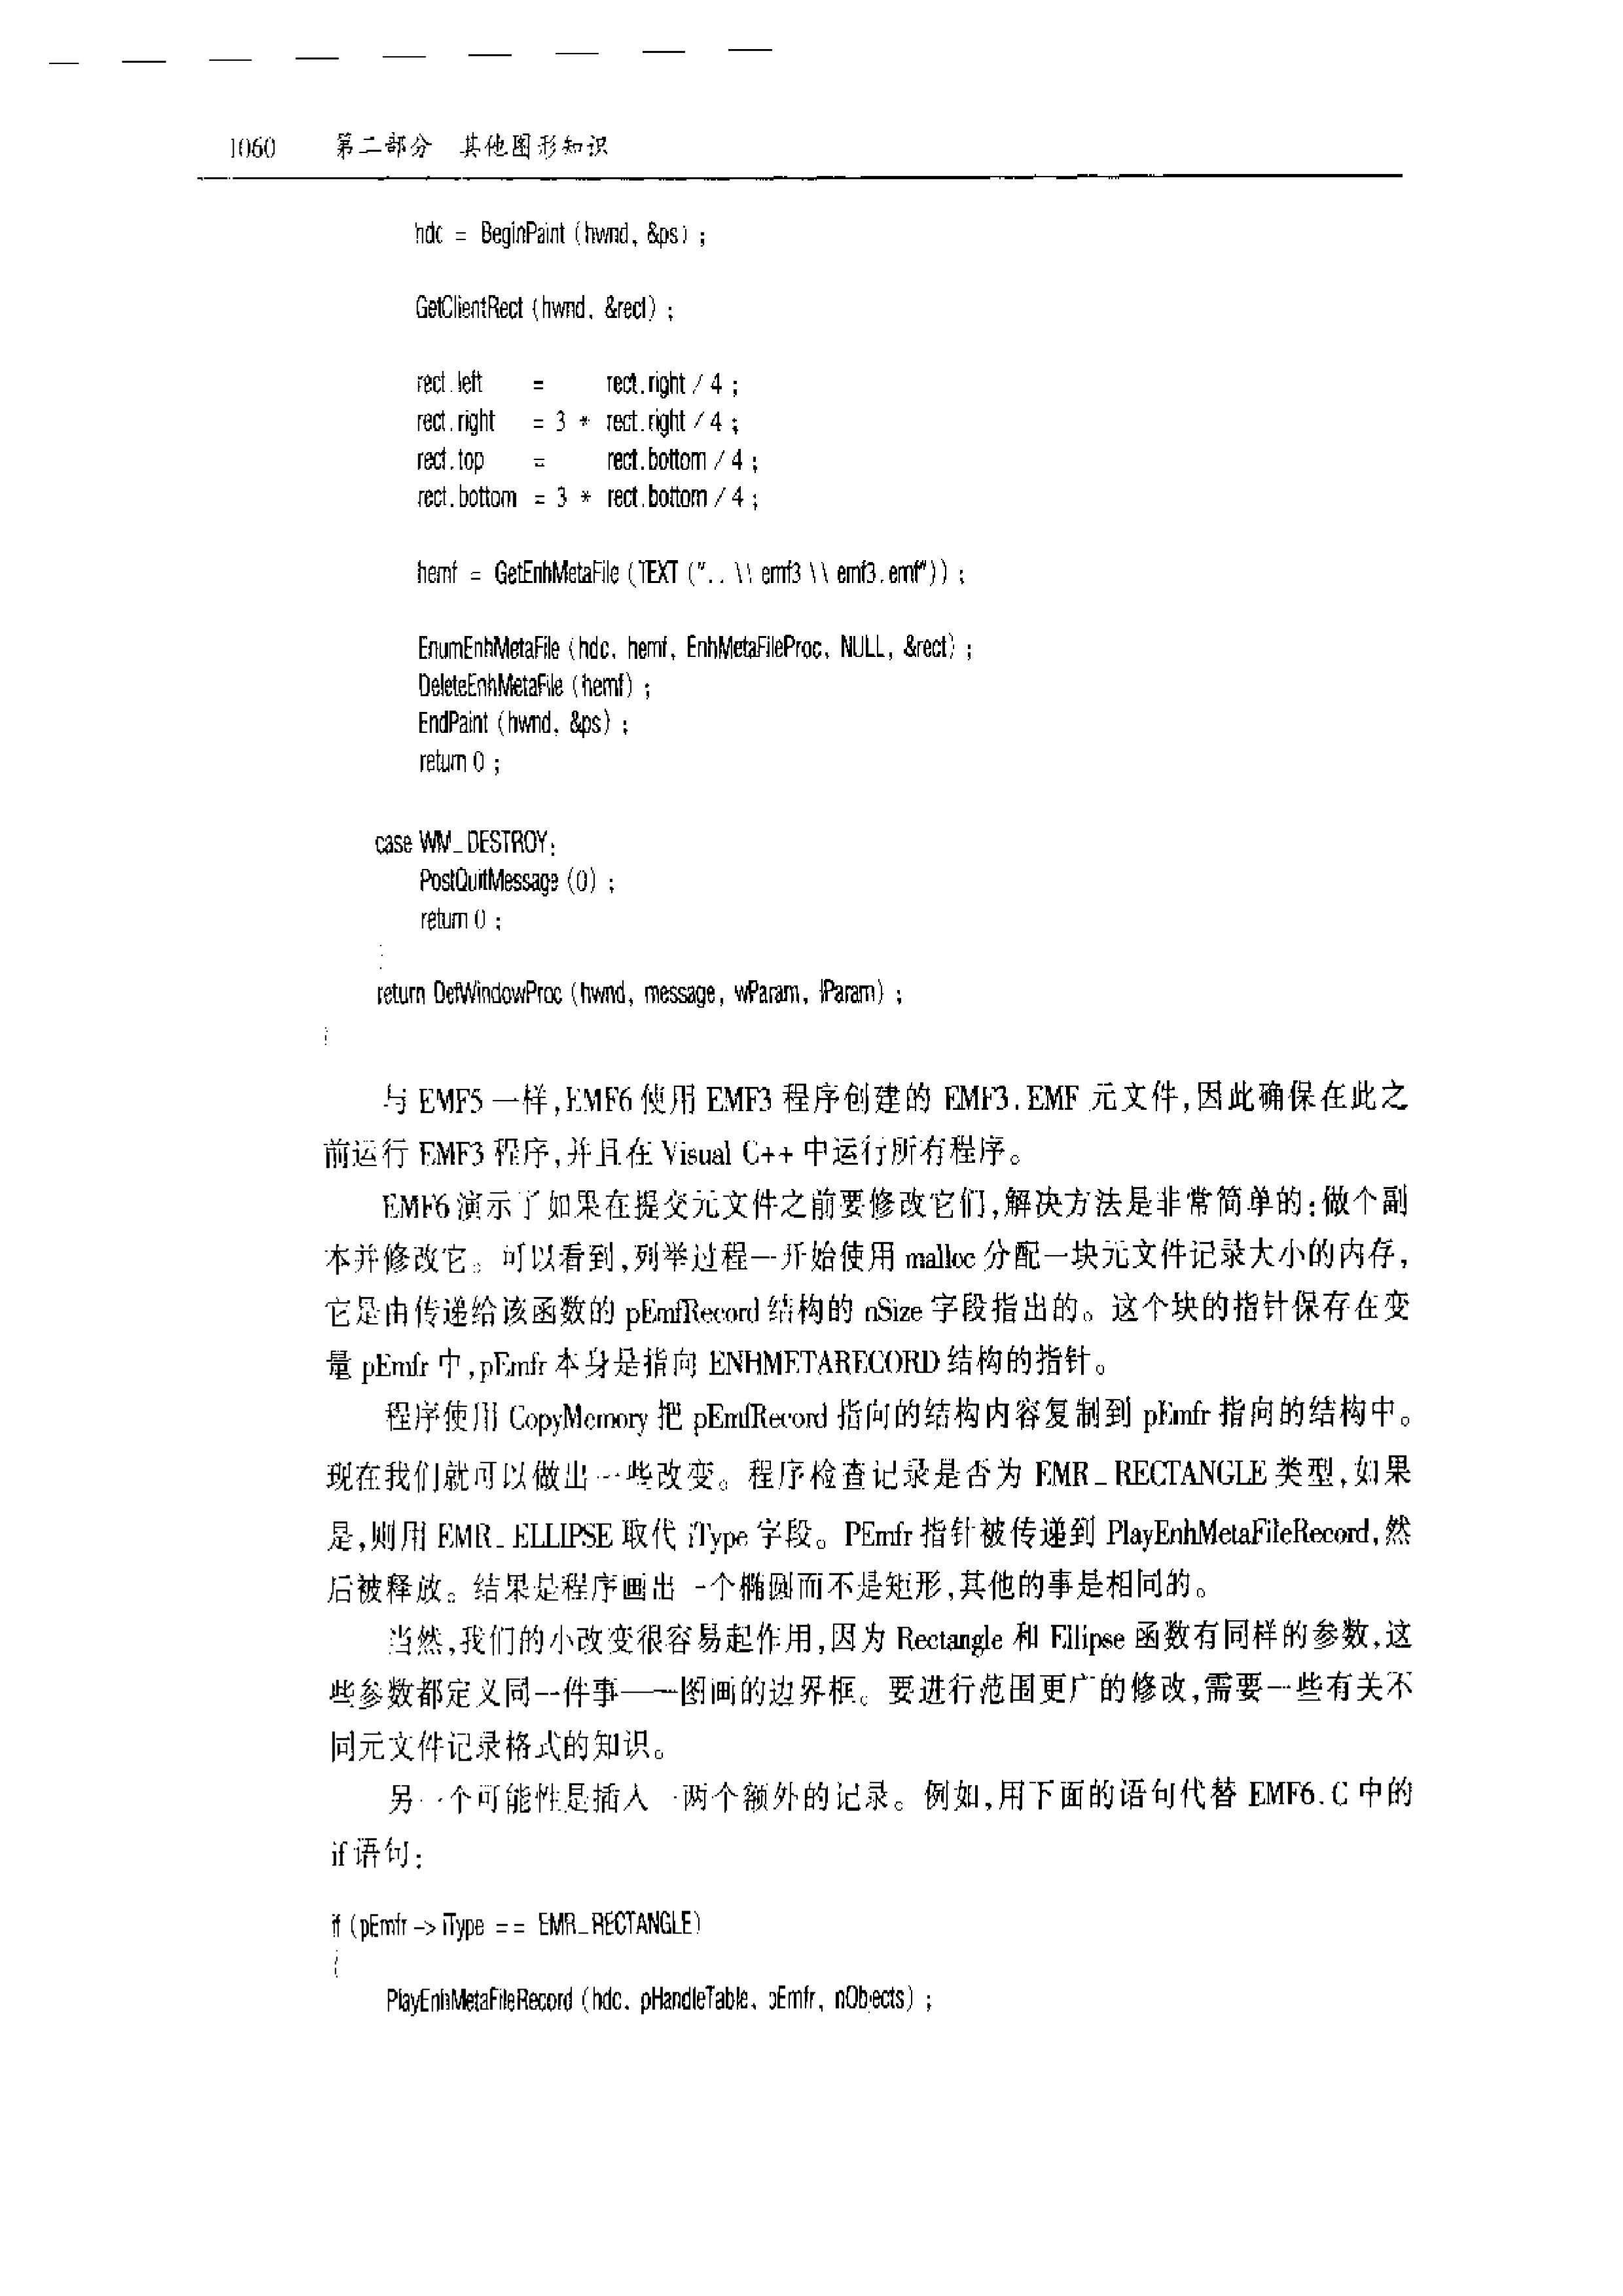 1060 第二部分 其他图形知识
hdc = BeginPaint (hwnd, &ps) ;
GetClientRect (hwnd, &rect) ;
rect.left = rect.right / 4 ;
rect.right = 3 * rect.right / 4 ;
rect.top = rect.bottom / 4 ;
rect.bottom = 3 * rect.bottom / 4 ;
hemf = GetEnhMetaFile (TEXT ("..\\emf3\\emf3.emf")) ;
EnumEnhMetaFile (hdc, hemf, EnhMetaFileProc, NULL, &rect) ;
DeleteEnhMetaFile (hemf) ;
EndPaint (hwnd, &ps) ;
return 0 ;
case WM_DESTROY:
PostQuitMessage (0) ;
return 0 ;
}
return DefWindowProc (hwnd, message, wParam, lParam) ;
}
与 EMF5 一样,EMF6 使用 EMF3 程序创建的 EMF3.EMF 元文件,因此确保在此之
前运行 EMF3 程序,并且在 Visual C++ 中运行所有程序。
EMF6 演示了如果在提交元文件之前要修改它们,解决方法是非常简单的:做个副
本并修改它。可以看到,列举过程一开始使用 malloc 分配一块元文件记录大小的内存,
它是由传递给该函数的 pEmfRecord 结构的 nSize 字段指出的。这个块的指针保存在变
量 pEmfr 中,pEmfr 本身是指向 ENHMETARECORD 结构的指针。
程序使用 CopyMemory 把 pEmfRecord 指向的结构内容复制到 pEmfr 指向的结构中。
现在我们就可以做出一些改变。程序检查记录是否为 EMR_RECTANGLE 类型,如果
是,则用 EMR_ELLIPSE 取代 iType 字段。PEmfr 指针被传递到 PlayEnhMetaFileRecord,然
后被释放。结果是程序画出一个椭圆而不是矩形,其他的事是相同的。
当然,我们的小改变很容易起作用,因为 Rectangle 和 Ellipse 函数有同样的参数,这
些参数都定义同一件事——图画的边界框。要进行范围更广的修改,需要一些有关不
同元文件记录格式的知识。
另一个可能性是插入一两个额外的记录。例如,用下面的语句代替 EMF6.C 中的
if 语句:
if (pEmfr -> iType == EMR_RECTANGLE)
{
PlayEnhMetaFileRecord (hdc, pHandleTable, pEmfr, nObjects) ;